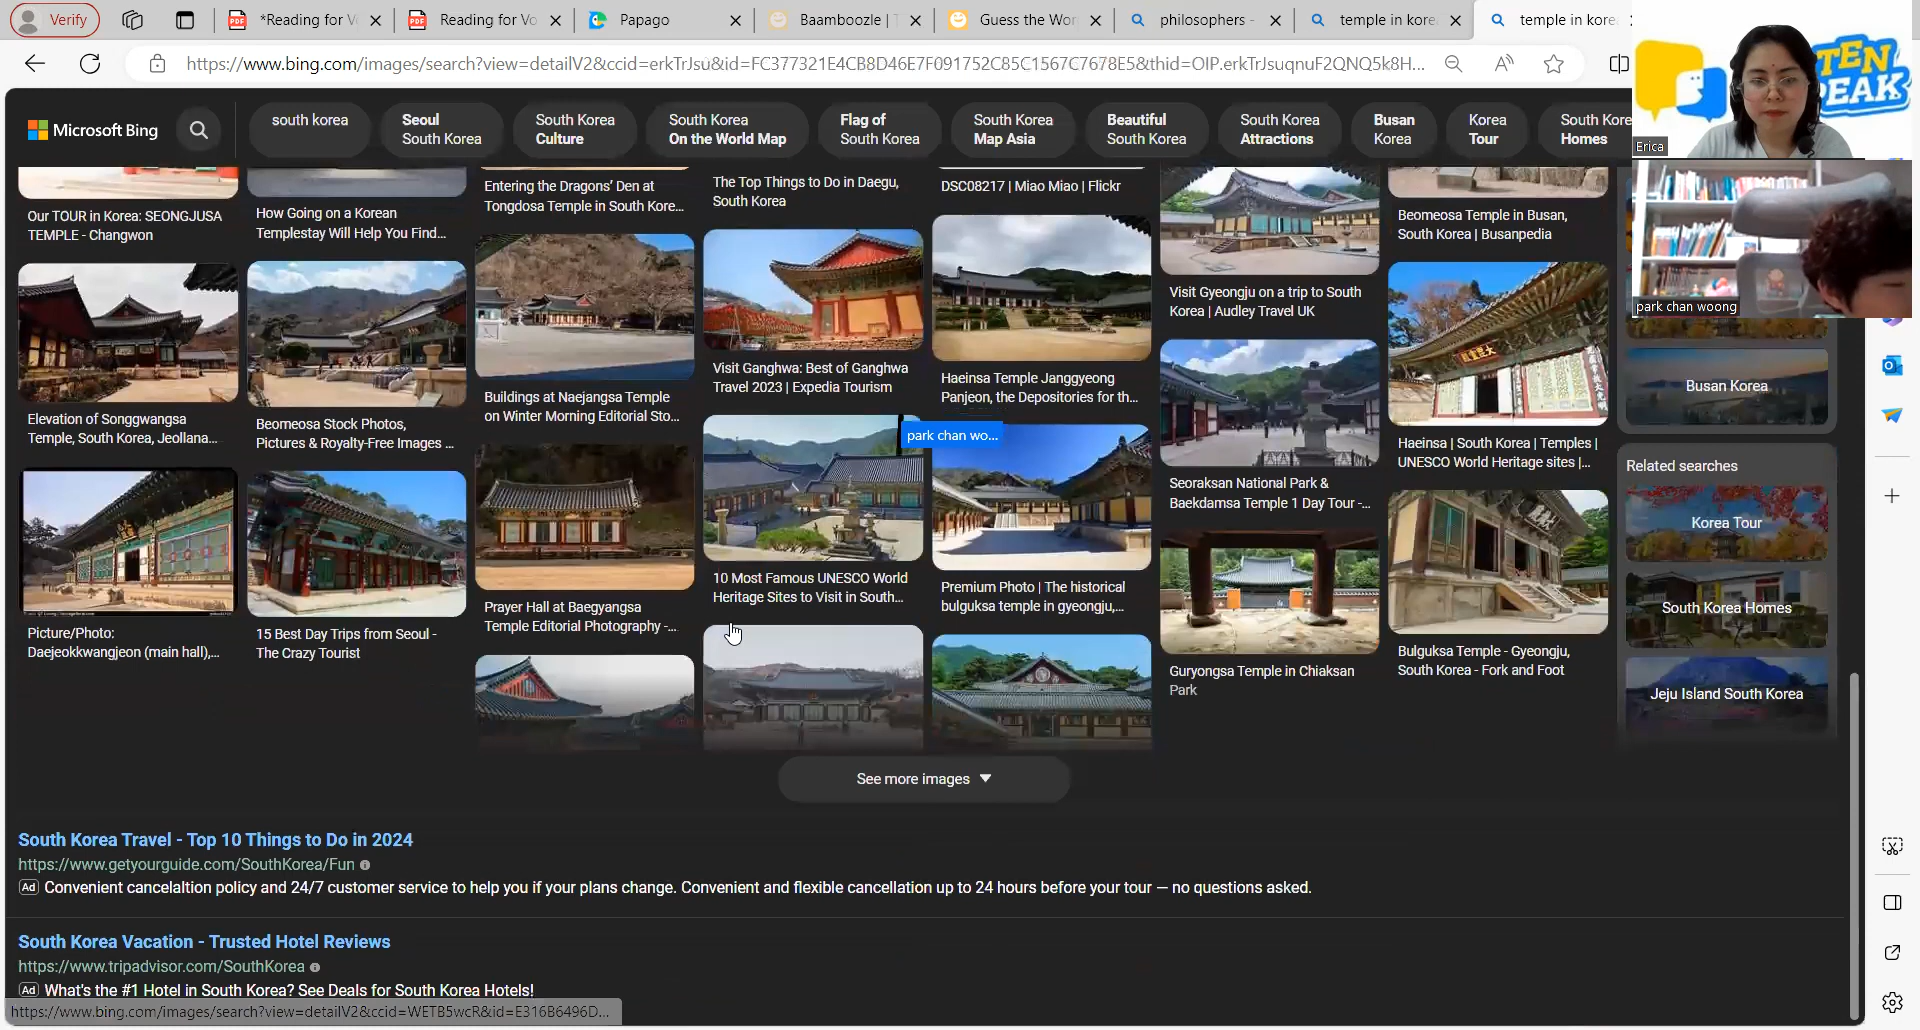 Verify
*Reading for Vo
Reading for Vo
Papago
Baamboozle | T
Guess the Wor
philosophers -
temple in kore
temple in kore
https://www.bing.com/images/search?view=detailV2&ccid=erkTrJsu&id=FC377321E4CB8D46E7F091752C85C1567C7678E5&thid=OIP.erkTrJsuqnuF2QNQ5k8H...
TEN
EAK
Erica
park chan woong
Microsoft Bing
south korea
Seoul
South Korea
South Korea
Culture
South Korea
On the World Map
Flag of
South Korea
South Korea
Map Asia
Beautiful
South Korea
South Korea
Attractions
Busan
Korea
Korea
Tour
South Kore
Homes
Our TOUR in Korea: SEONGJUSA
TEMPLE - Changwon
How Going on a Korean
Templestay Will Help You Find...
Entering the Dragons’ Den at
Tongdosa Temple in South Kore...
The Top Things to Do in Daegu,
South Korea
DSC08217 | Miao Miao | Flickr
Visit Gyeongju on a trip to South
Korea | Audley Travel UK
Beomeosa Temple in Busan,
South Korea | Busanpedia
Elevation of Songgwangsa
Temple, South Korea, Jeollana...
Beomeosa Stock Photos,
Pictures & Royalty-Free Images ...
Buildings at Naejangsa Temple
on Winter Morning Editorial Sto...
Visit Ganghwa: Best of Ganghwa
Travel 2023 | Expedia Tourism
Haeinsa Temple Janggyeong
Panjeon, the Depositories for th...
park chan wo...
Seoraksan National Park &
Baekdamsa Temple 1 Day Tour -...
Haeinsa | South Korea | Temples |
UNESCO World Heritage sites |...
Busan Korea
Related searches
Korea Tour
South Korea Homes
Jeju Island South Korea
Picture/Photo:
Daejeokkwangjeon (main hall),...
15 Best Day Trips from Seoul -
The Crazy Tourist
Prayer Hall at Baegyangsa
Temple Editorial Photography -...
10 Most Famous UNESCO World
Heritage Sites to Visit in South...
Premium Photo | The historical
bulguksa temple in gyeongju,...
Guryongsa Temple in Chiaksan
Park
Bulguksa Temple - Gyeongju,
South Korea - Fork and Foot
See more images
South Korea Travel - Top 10 Things to Do in 2024
https://www.getyourguide.com/SouthKorea/Fun
Ad Convenient cancelaltion policy and 24/7 customer service to help you if your plans change. Convenient and flexible cancellation up to 24 hours before your tour — no questions asked.
South Korea Vacation - Trusted Hotel Reviews
https://www.tripadvisor.com/SouthKorea
Ad What's the #1 Hotel in South Korea? See Deals for South Korea Hotels!
https://www.bing.com/images/search?view=detailV2&ccid=WETB5wcR&id=E316B6496D...